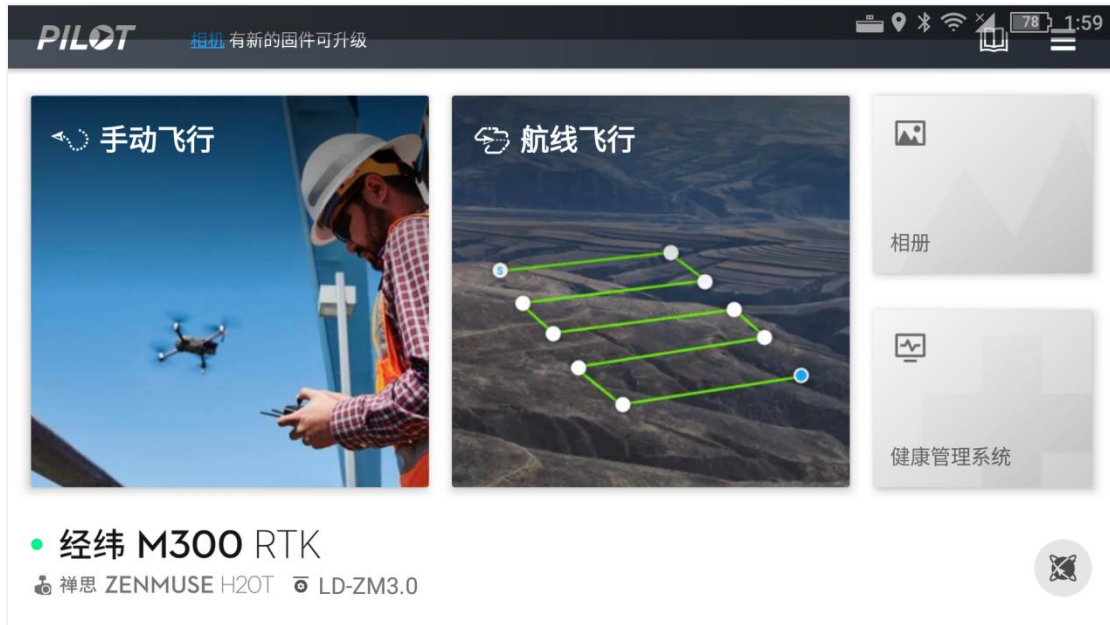 PILOT
相机 有新的固件可升级
78 1:59
手动飞行
航线飞行
S
相册
健康管理系统
经纬 M300 RTK
禅思 ZENMUSE H20T LD-ZM3.0